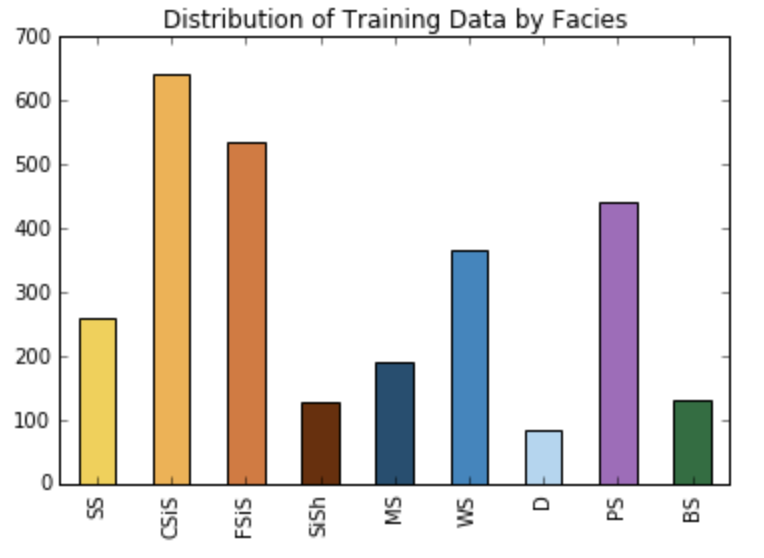 Distribution of Training Data by Facies
700
600
500
400
300
200
100
0
SS
CSiS
FSiS
SiSh
MS
WS
D
PS
BS